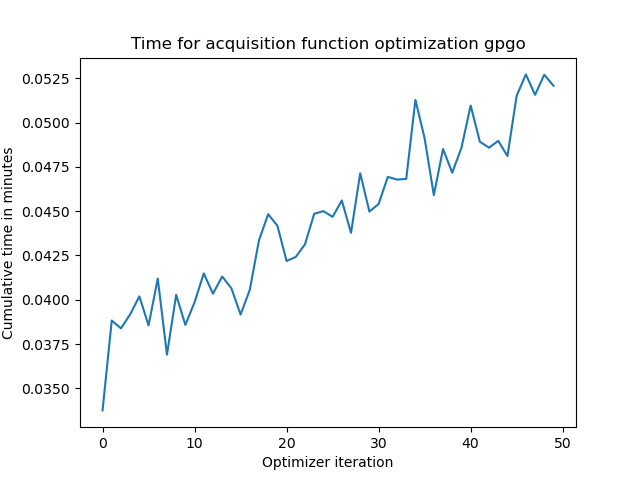 Time for acquisition function optimization gpgo
Cumulative time in minutes
0.0525
0.0500
0.0475
0.0450
0.0425
0.0400
0.0375
0.0350
0 10 20 30 40 50
Optimizer iteration